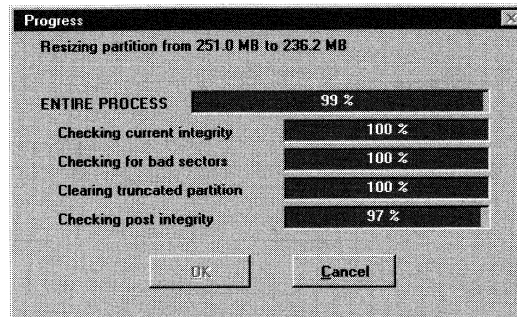 Progress
Resizing partition from 251.0 MB to 236.2 MB
ENTIRE PROCESS 99 %
Checking current integrity 100 %
Checking for bad sectors 100 %
Clearing truncated partition 100 %
Checking post integrity 97 %
OK Cancel